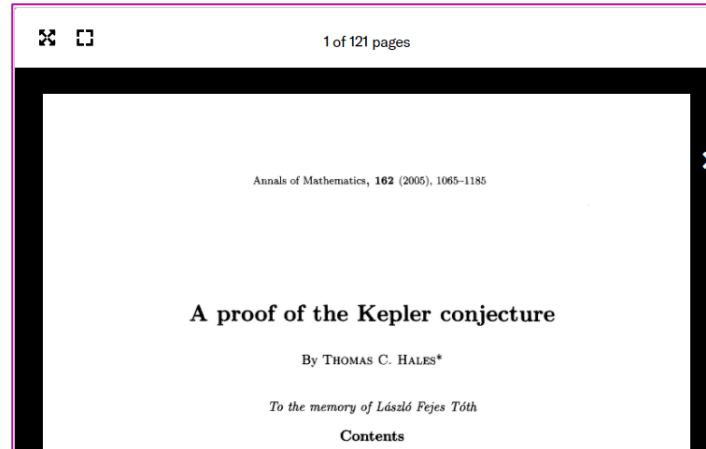 1 of 121 pages
Annals of Mathematics, 162 (2005), 1065–1185
A proof of the Kepler conjecture
By Thomas C. Hales*
To the memory of László Fejes Tóth
Contents